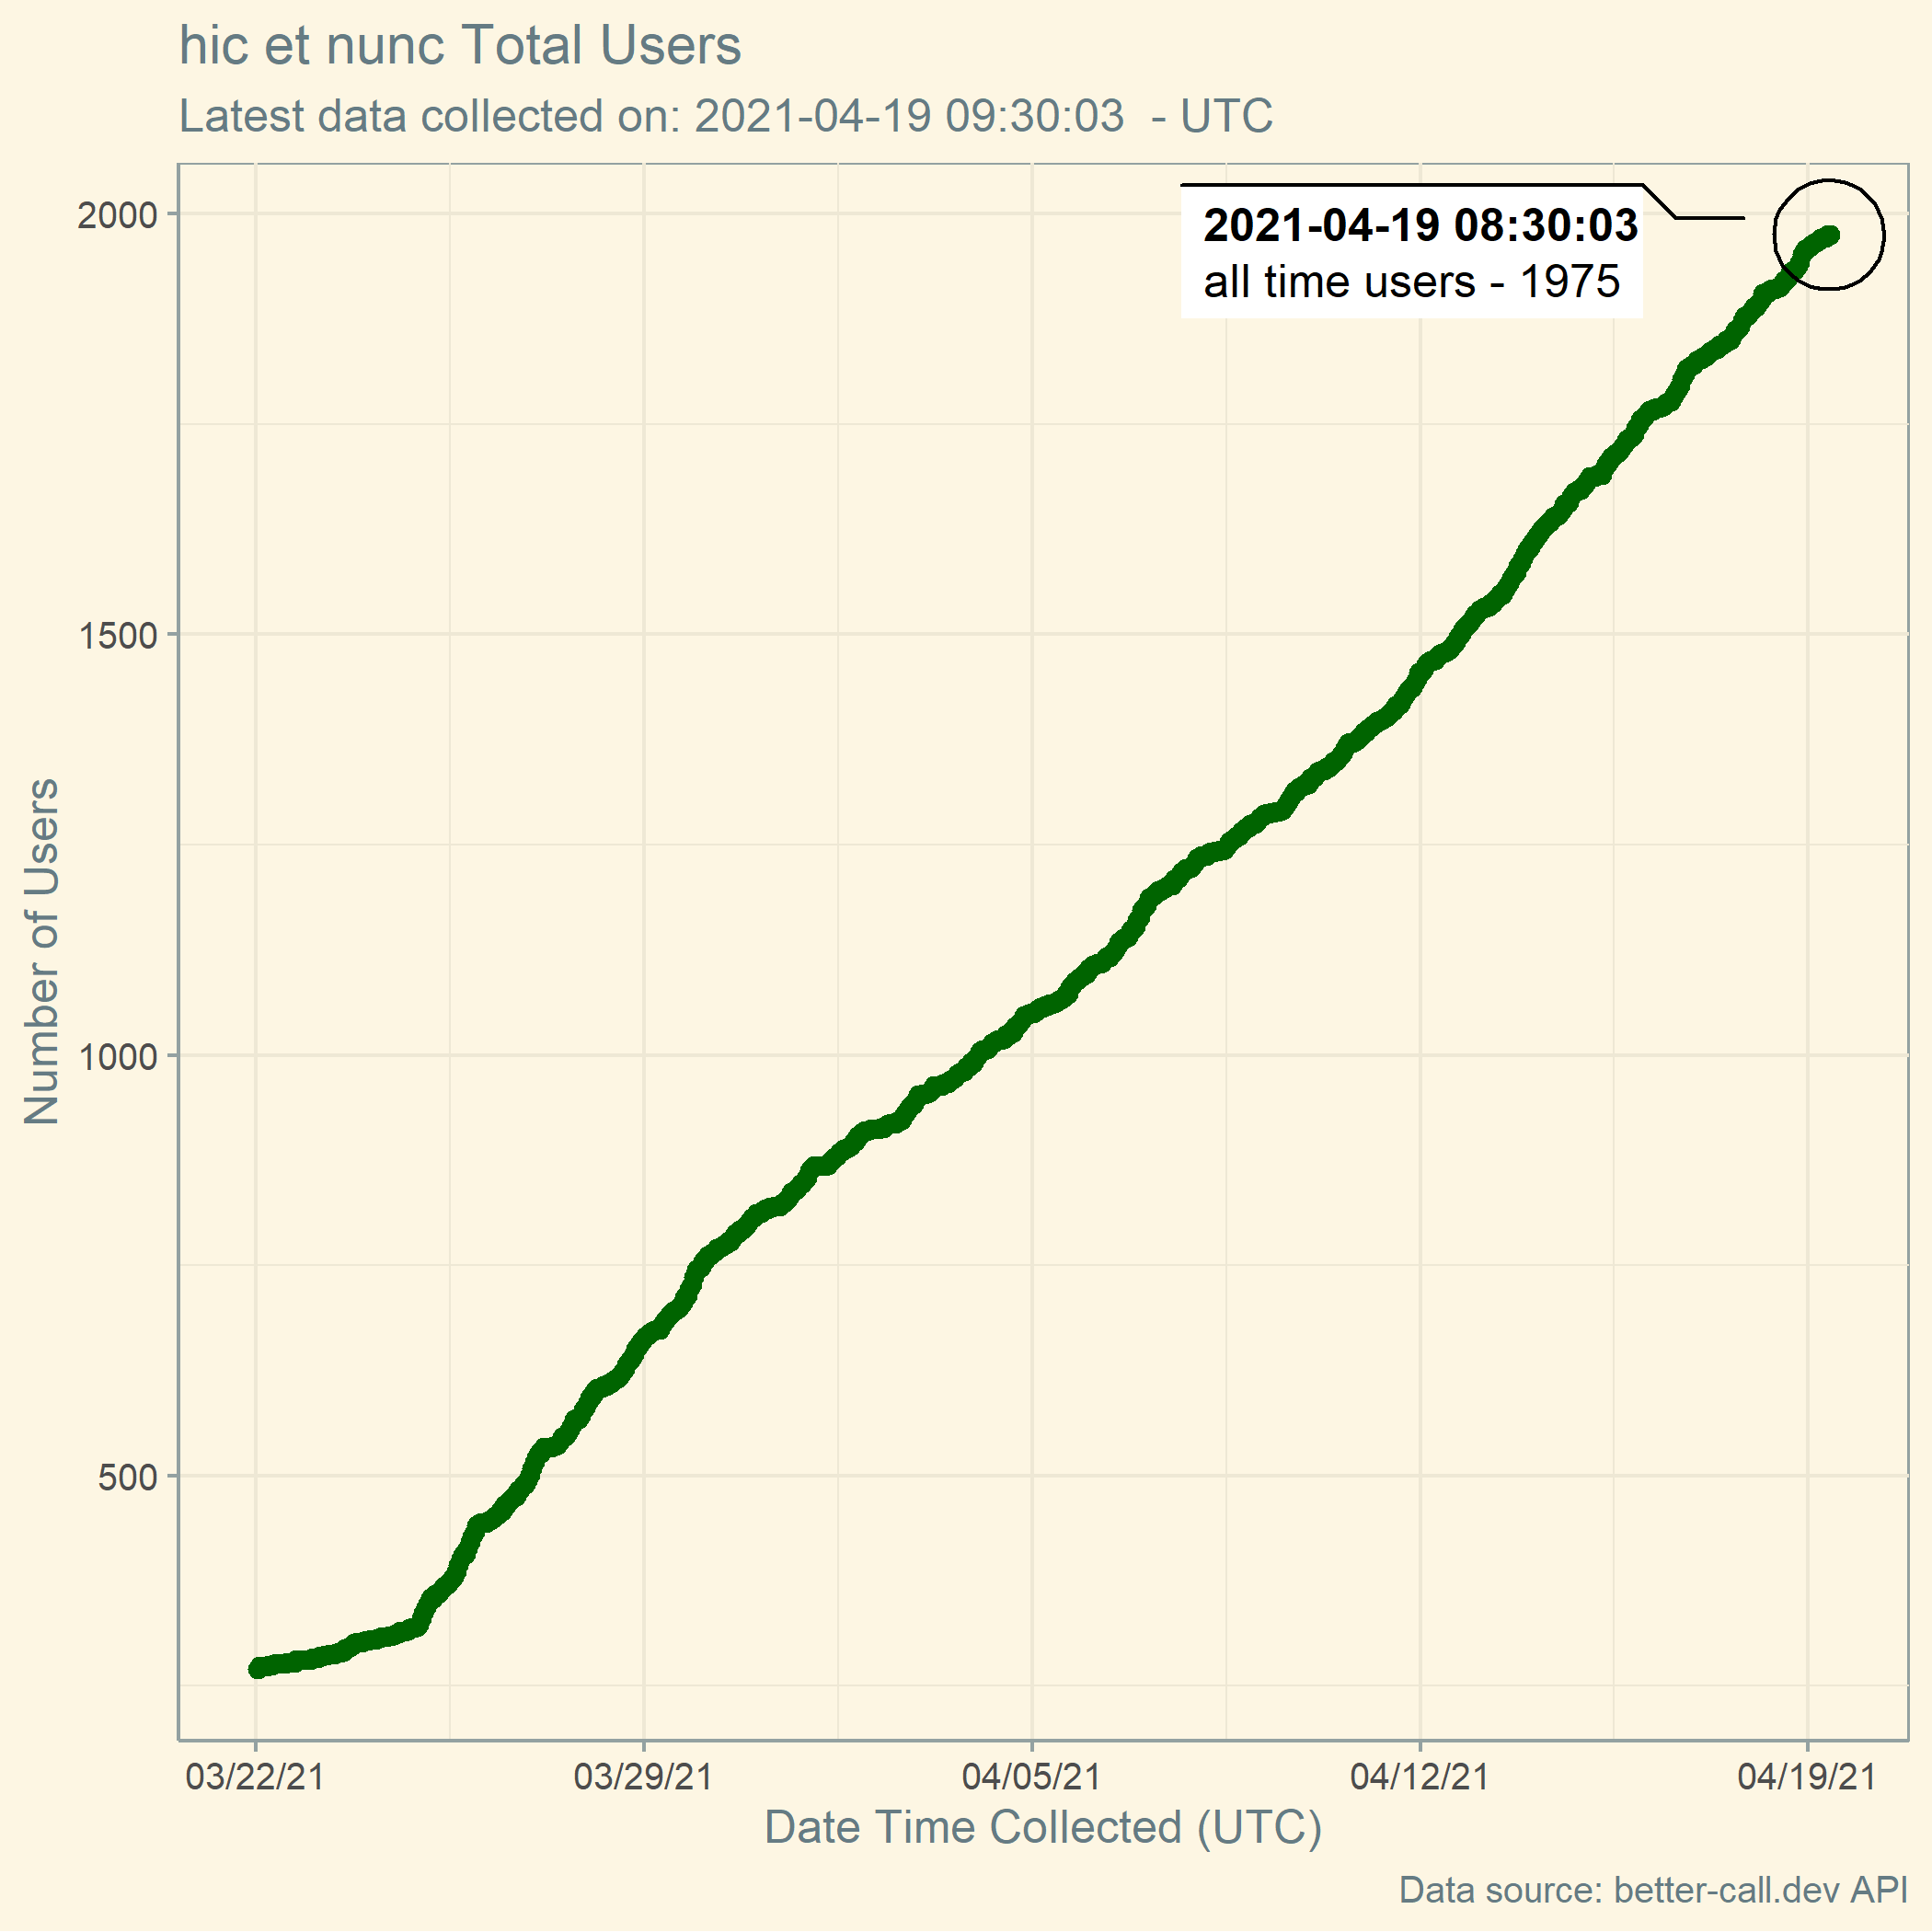 hic et nunc Total Users
Latest data collected on: 2021-04-19 09:30:03  - UTC
2021-04-19 08:30:03
all time users - 1975
Number of Users
2000
1500
1000
500
03/22/21
03/29/21
04/05/21
04/12/21
04/19/21
Date Time Collected (UTC)
Data source: better-call.dev API